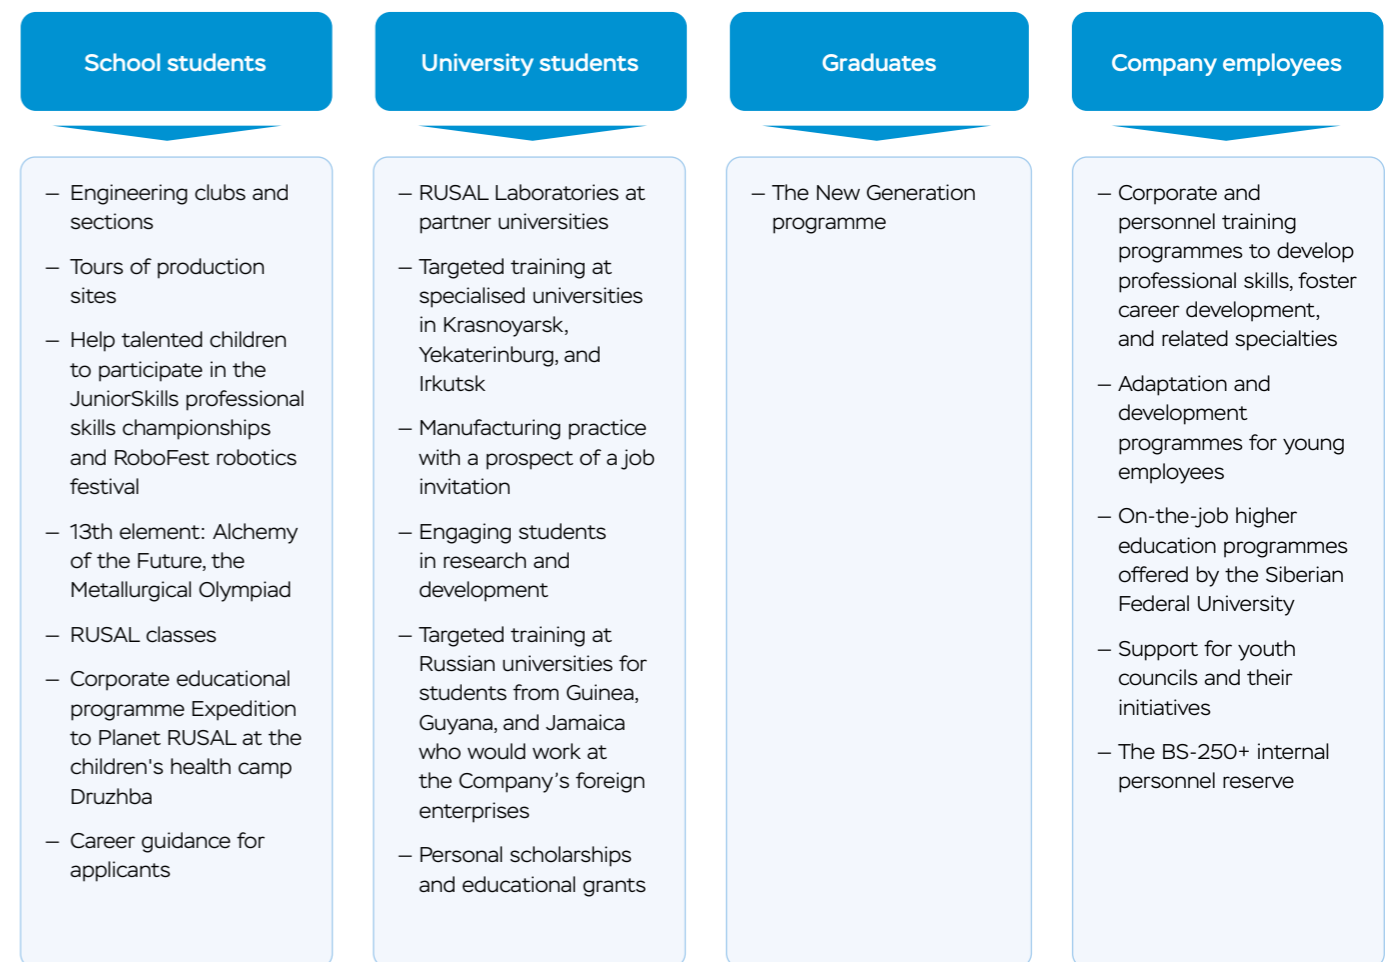 School students
— Engineering clubs and
sections
— Tours of production
sites
— Help talented children
to participate in the
JuniorSkills professional
skills championships
and RoboFest robotics
festival
— 13th element: Alchemy
of the Future, the
Metallurgical Olympiad
— RUSAL classes
— Corporate educational
programme Expedition
to Planet RUSAL at the
children's health camp
Druzhba
— Career guidance for
applicants
University students
— RUSAL Laboratories at
partner universities
— Targeted training at
specialised universities
in Krasnoyarsk,
Yekaterinburg, and
Irkutsk
— Manufacturing practice
with a prospect of a job
invitation
— Engaging students
in research and
development
— Targeted training at
Russian universities for
students from Guinea,
Guyana, and Jamaica
who would work at
the Company’s foreign
enterprises
— Personal scholarships
and educational grants
Graduates
— The New Generation
programme
Company employees
— Corporate and
personnel training
programmes to develop
professional skills, foster
career development,
and related specialties
— Adaptation and
development
programmes for young
employees
— On-the-job higher
education programmes
offered by the Siberian
Federal University
— Support for youth
councils and their
initiatives
— The BS-250+ internal
personnel reserve